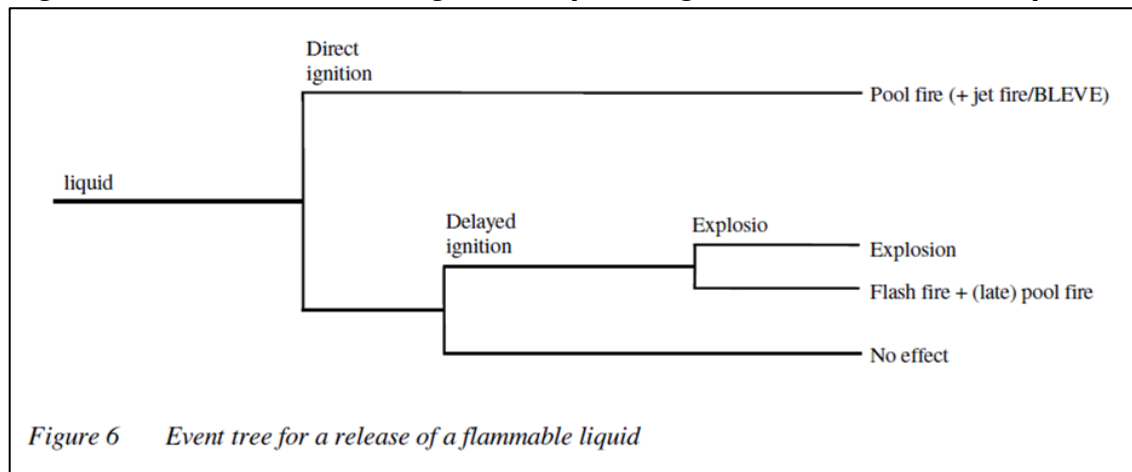 Direct
ignition
Pool fire (+ jet fire/BLEVE)
liquid
Delayed
ignition
Explosio
Explosion
Flash fire + (late) pool fire
No effect
Figure 6 Event tree for a release of a flammable liquid